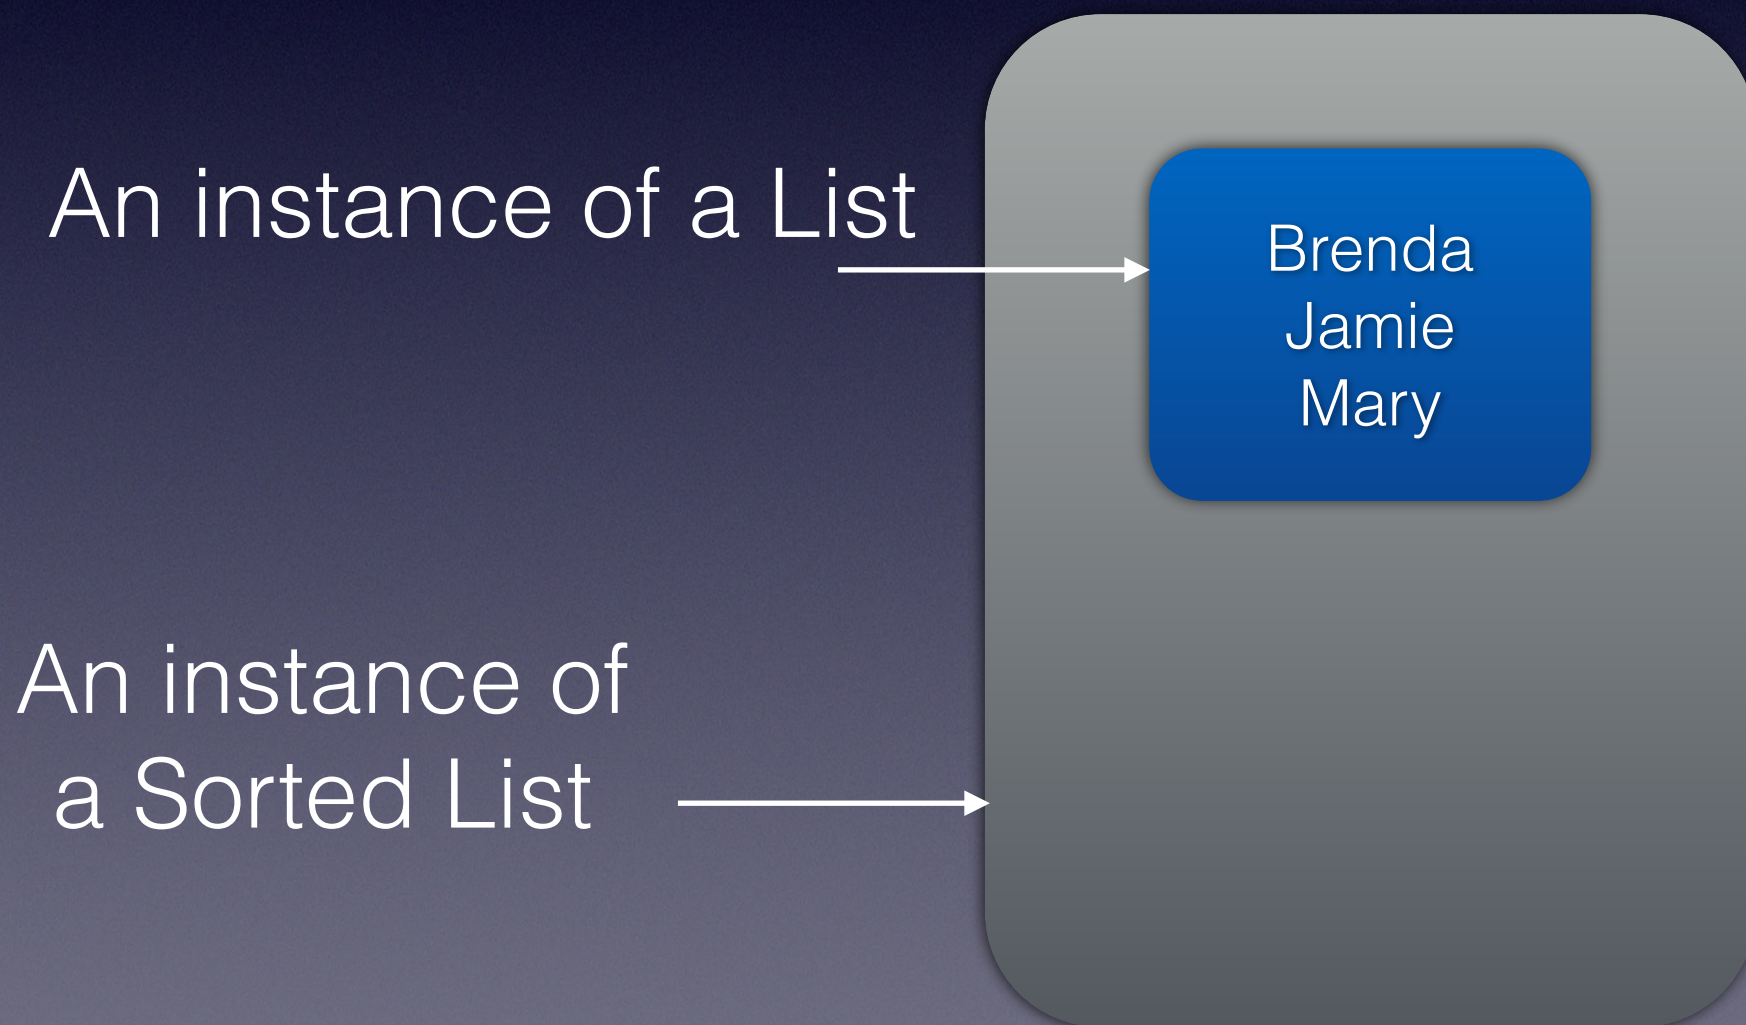 An instance of a List
Brenda
Jamie
Mary
An instance of
a Sorted List